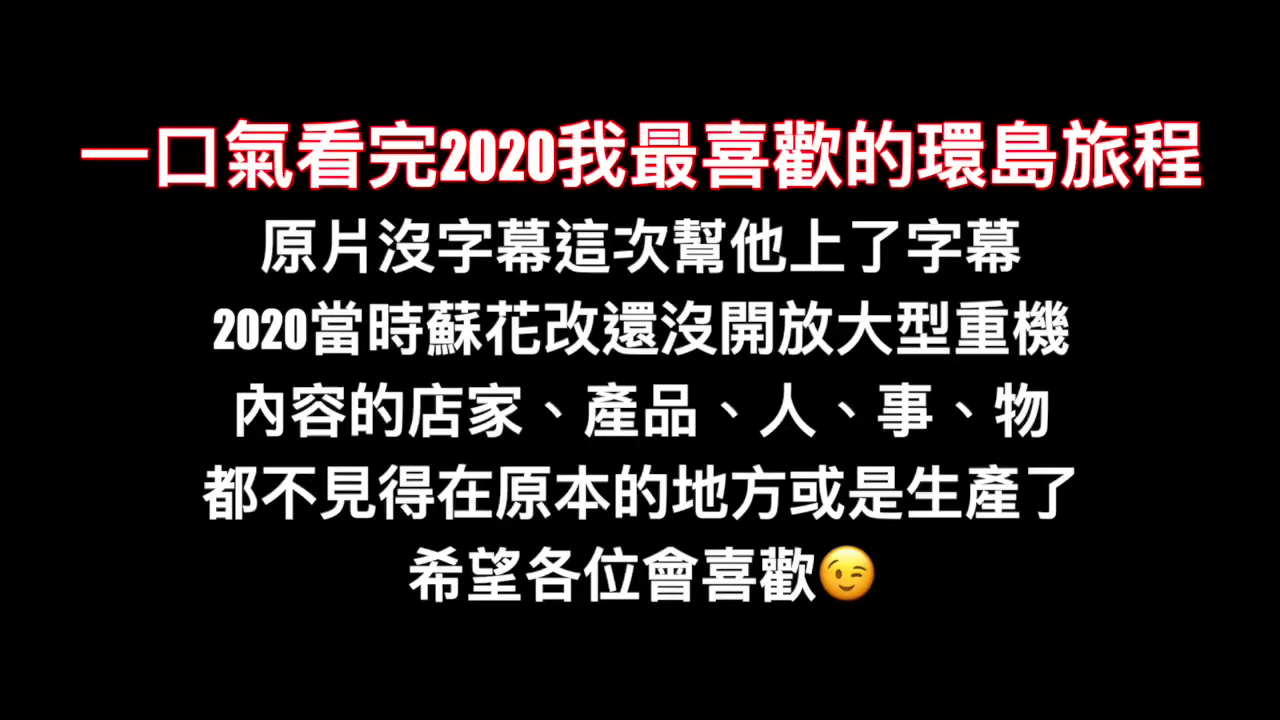 一口氣看完2020我最喜歡的環島旅程
原片沒字幕這次幫他上了字幕
2020當時蘇花改還沒開放大型重機
內容的店家、產品、人、事、物
都不見得在原本的地方或是生產了
希望各位會喜歡😉